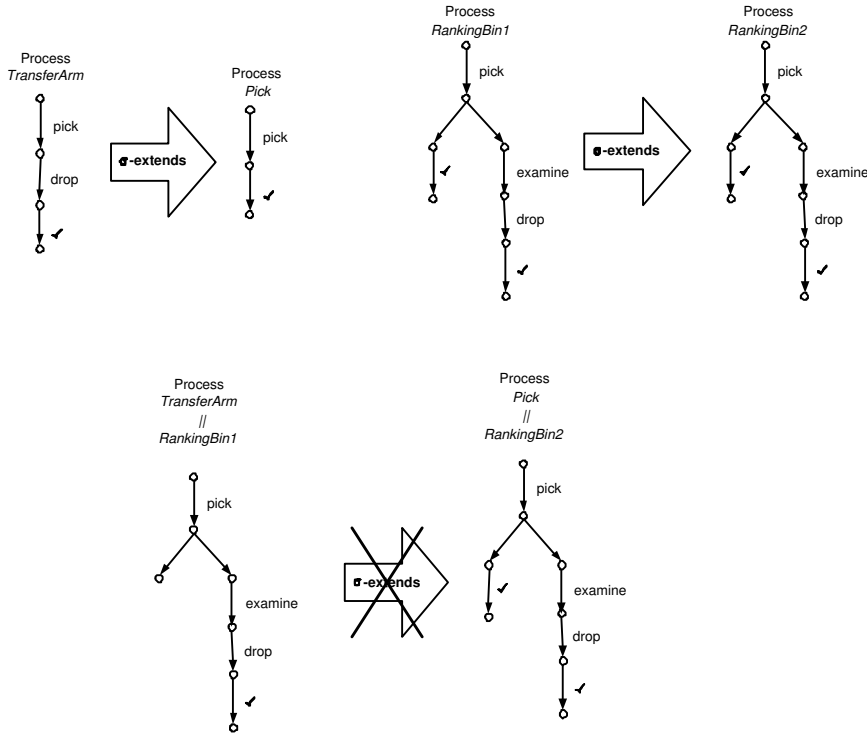 Process
TransferArm
pick
drop
✓
σ-extends
Process
Pick
pick
✓
Process
RankingBin1
pick
✓
examine
drop
✓
σ-extends
Process
RankingBin2
pick
✓
examine
drop
✓
Process
TransferArm
//
RankingBin1
pick
examine
drop
✓
σ-extends
Process
Pick
//
RankingBin2
pick
✓
examine
drop
✓